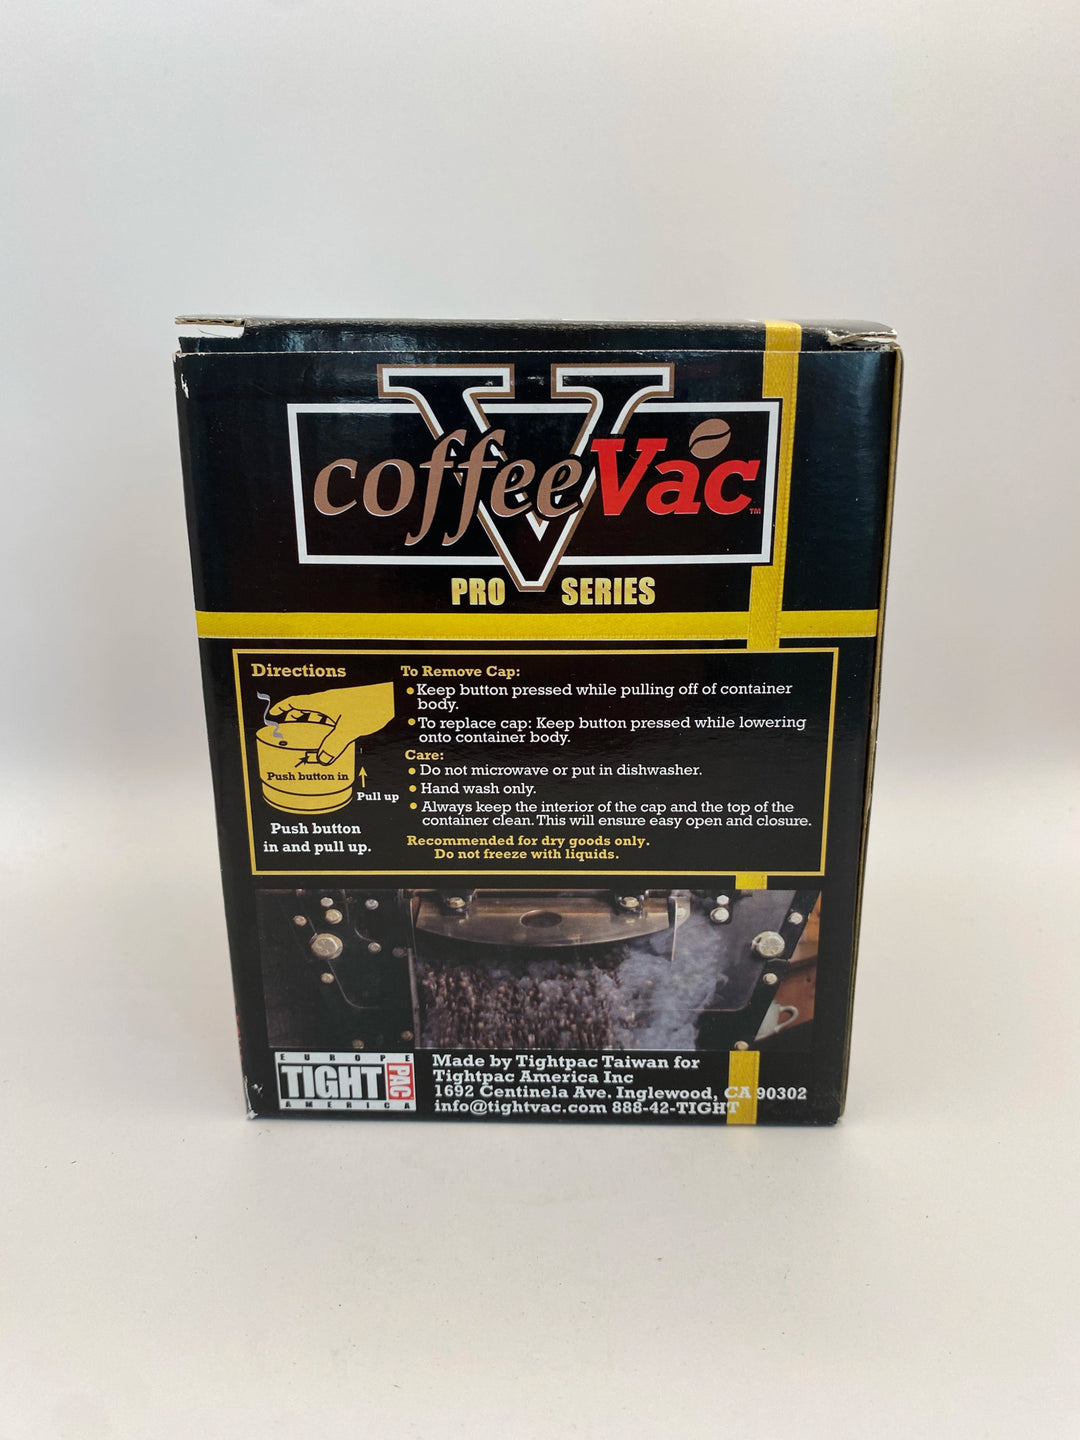 V
coffeeVac™
PRO SERIES
Directions
Push button in
Pull up
Push button
in and pull up.
To Remove Cap:
• Keep button pressed while pulling off of container
body.
• To replace cap: Keep button pressed while lowering
onto container body.
Care:
• Do not microwave or put in dishwasher.
• Hand wash only.
• Always keep the interior of the cap and the top of the
container clean. This will ensure easy open and closure.
Recommended for dry goods only.
Do not freeze with liquids.
EUROPE
TIGHT PAC
AMERICA
Made by Tightpac Taiwan for
Tightpac America Inc
1692 Centinela Ave. Inglewood, CA 90302
info@tightvac.com 888-42-TIGHT